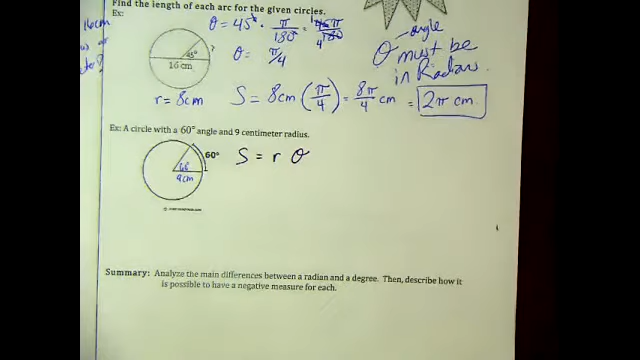 Find the length of each arc for the given circles.
Ex:
16cm
θ = 45° · π/180 = 45π/180
1
4
45°
?
16 cm
θ = π/4
r = 8cm
S = 8cm (π/4) = 8π/4 cm = 2π cm.
θ - angle
must be
in Radians.
Ex: A circle with a 60° angle and 9 centimeter radius.
60°
60°
9cm
S = r θ
Summary: Analyze the main differences between a radian and a degree. Then, describe how it
is possible to have a negative measure for each.